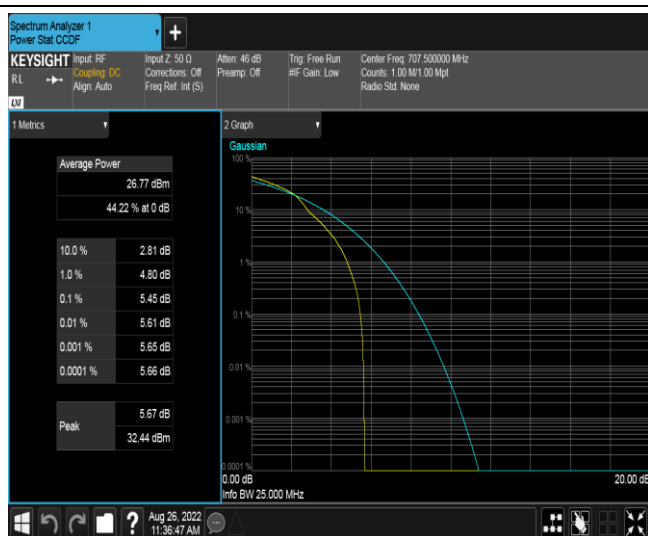 Spectrum Analyzer 1
Power Stat CCDF
+
KEYSIGHT
RL
LXI
Input: RF
Coupling: DC
Align: Auto
Input Z: 50 Ω
Corrections: Off
Freq Ref: Int (S)
Atten: 46 dB
Preamp: Off
Trig: Free Run
#IF Gain: Low
Center Freq: 707.500000 MHz
Counts: 1.00 M/1.00 Mpt
Radio Std: None
1 Metrics
Average Power
26.77 dBm
44.22 % at 0 dB
10.0 % 2.81 dB
1.0 % 4.80 dB
0.1 % 5.45 dB
0.01 % 5.61 dB
0.001 % 5.65 dB
0.0001 % 5.66 dB
Peak
5.67 dB
32.44 dBm
2 Graph
Gaussian
100 %
10 %
1 %
0.1 %
0.01 %
0.001 %
0.0001 %
0.00 dB
20.00 dB
Info BW 25.000 MHz
?
Aug 26, 2022
11:36:47 AM